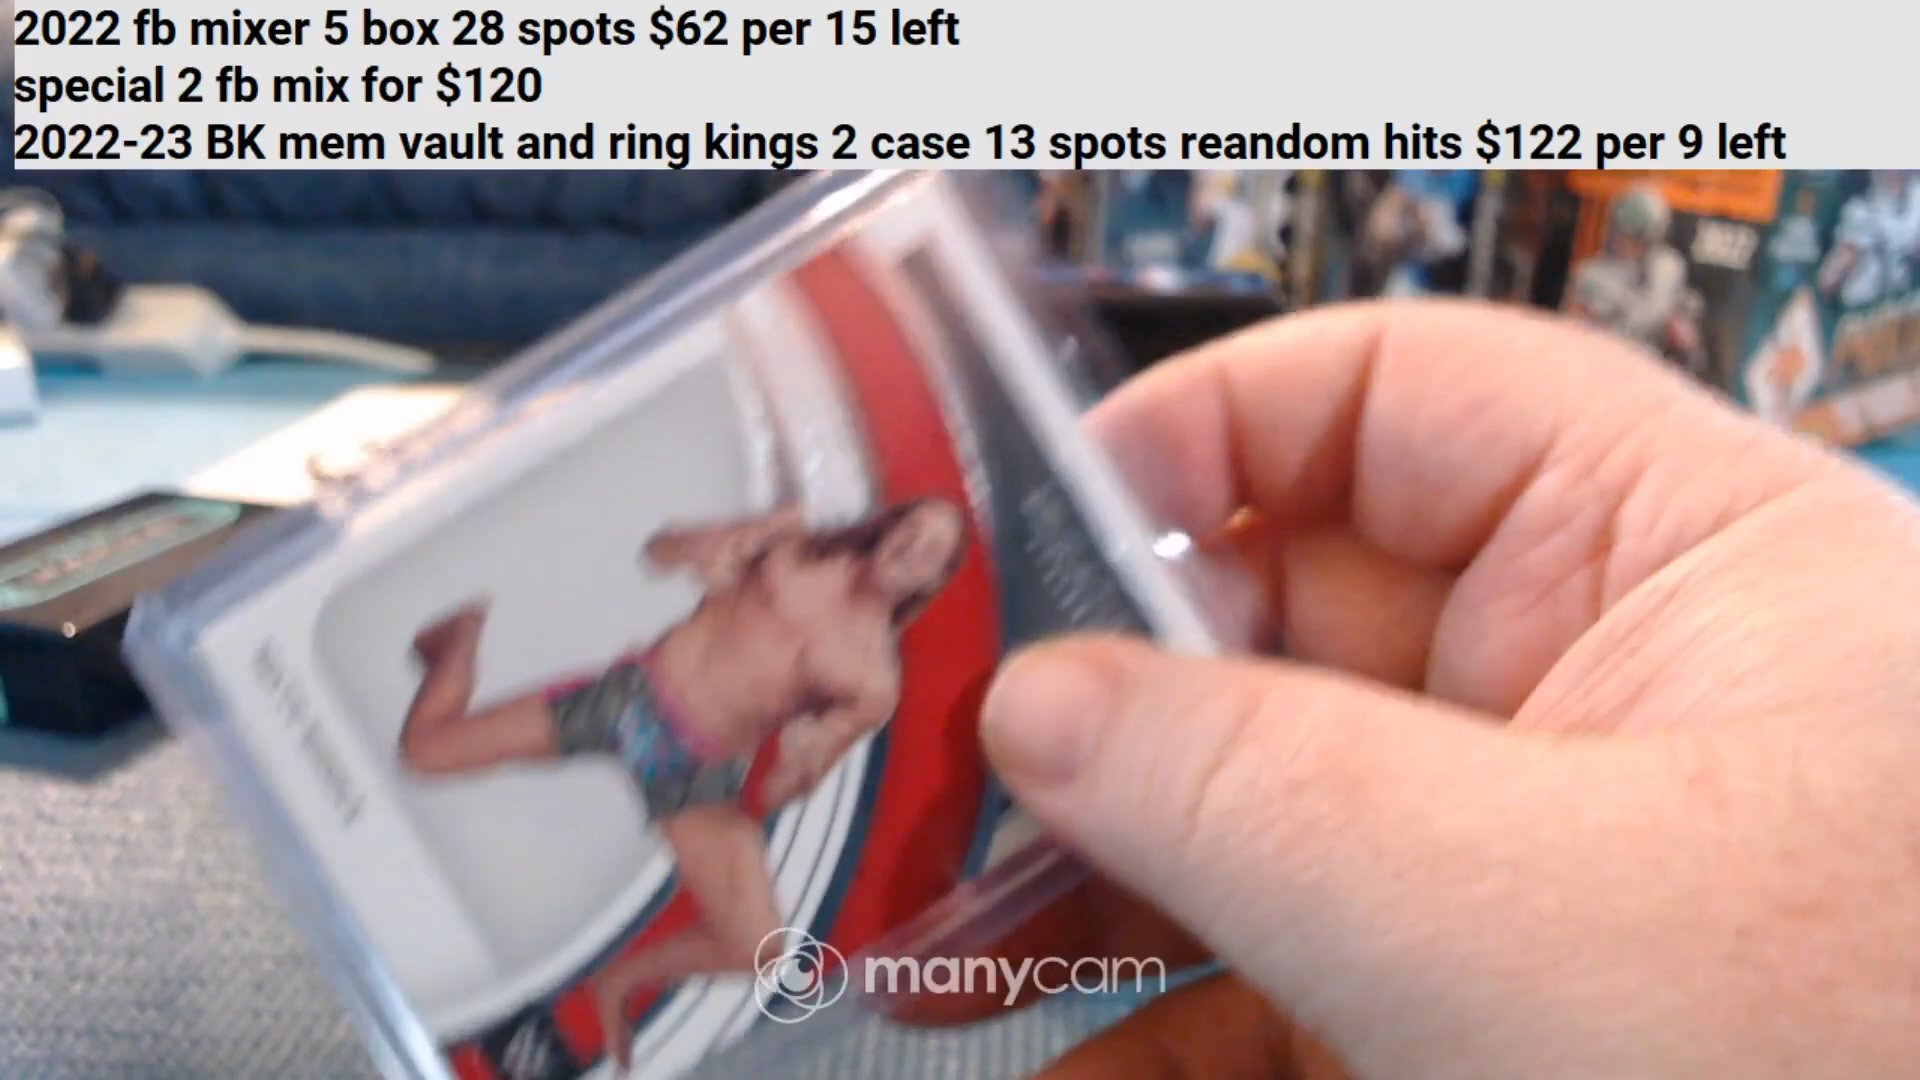 2022 fb mixer 5 box 28 spots $62 per 15 left
special 2 fb mix for $120
2022-23 BK mem vault and ring kings 2 case 13 spots reandom hits $122 per 9 left
manycam